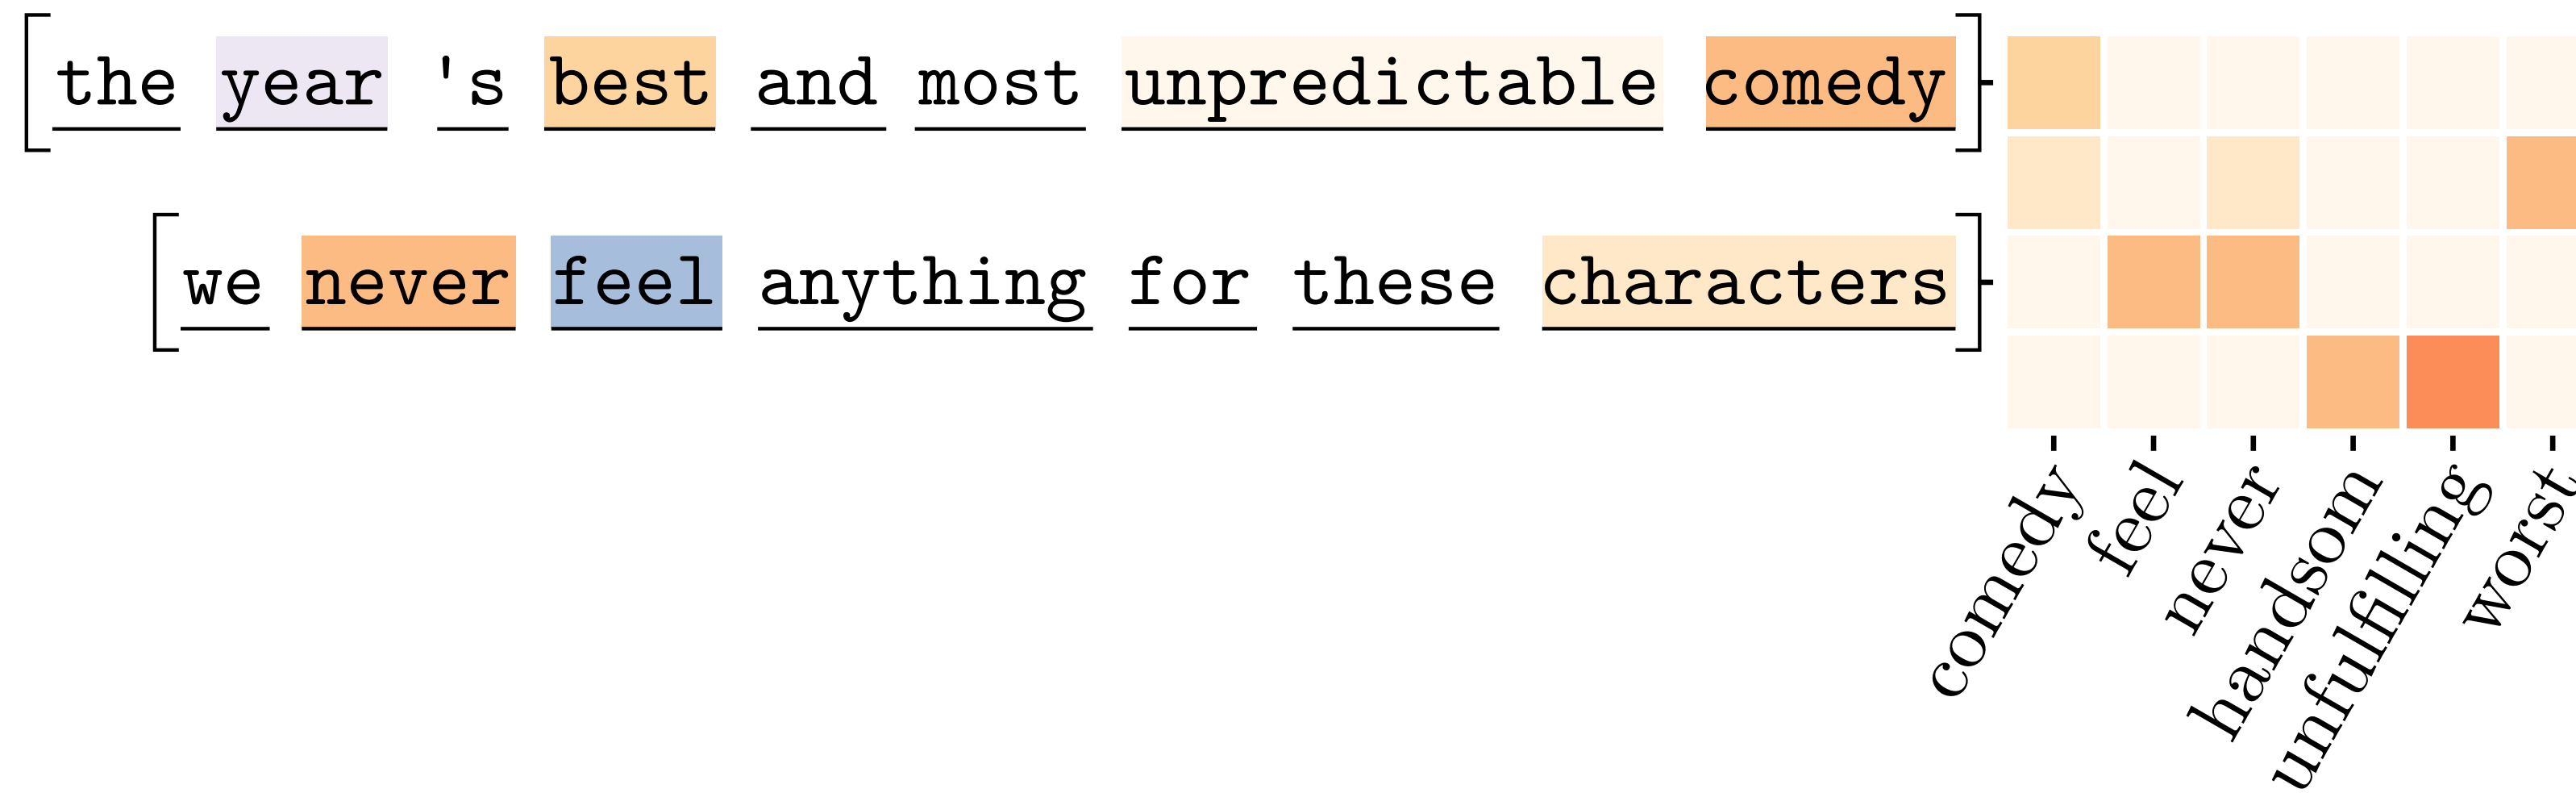 [the year 's best and most unpredictable comedy]
[we never feel anything for these characters]
comedy
feel
never
handsom
unfulfilling
worst